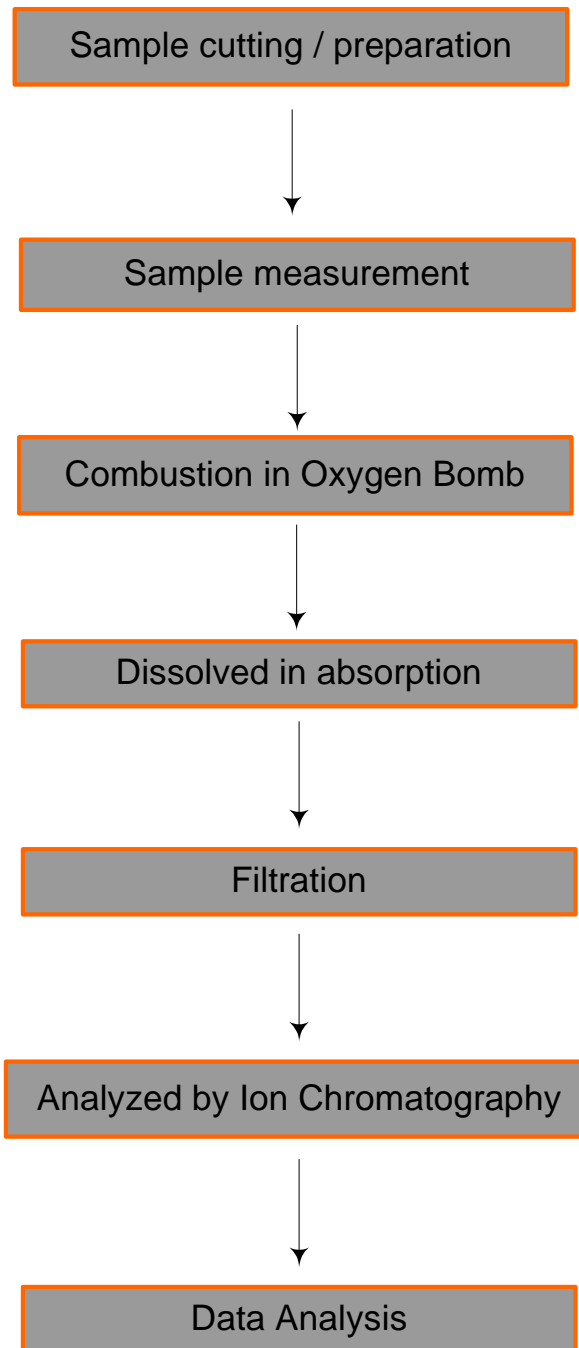 Sample cutting / preparation
Sample measurement
Combustion in Oxygen Bomb
Dissolved in absorption
Filtration
Analyzed by Ion Chromatography
Data Analysis